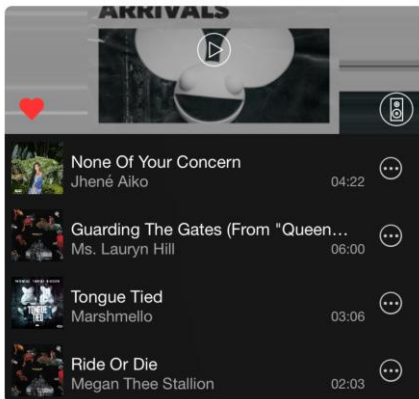 ARRIVALS
None Of Your Concern
Jhené Aiko
04:22
Guarding The Gates (From "Queen...
Ms. Lauryn Hill
06:00
Tongue Tied
Marshmello
03:06
Ride Or Die
Megan Thee Stallion
02:03